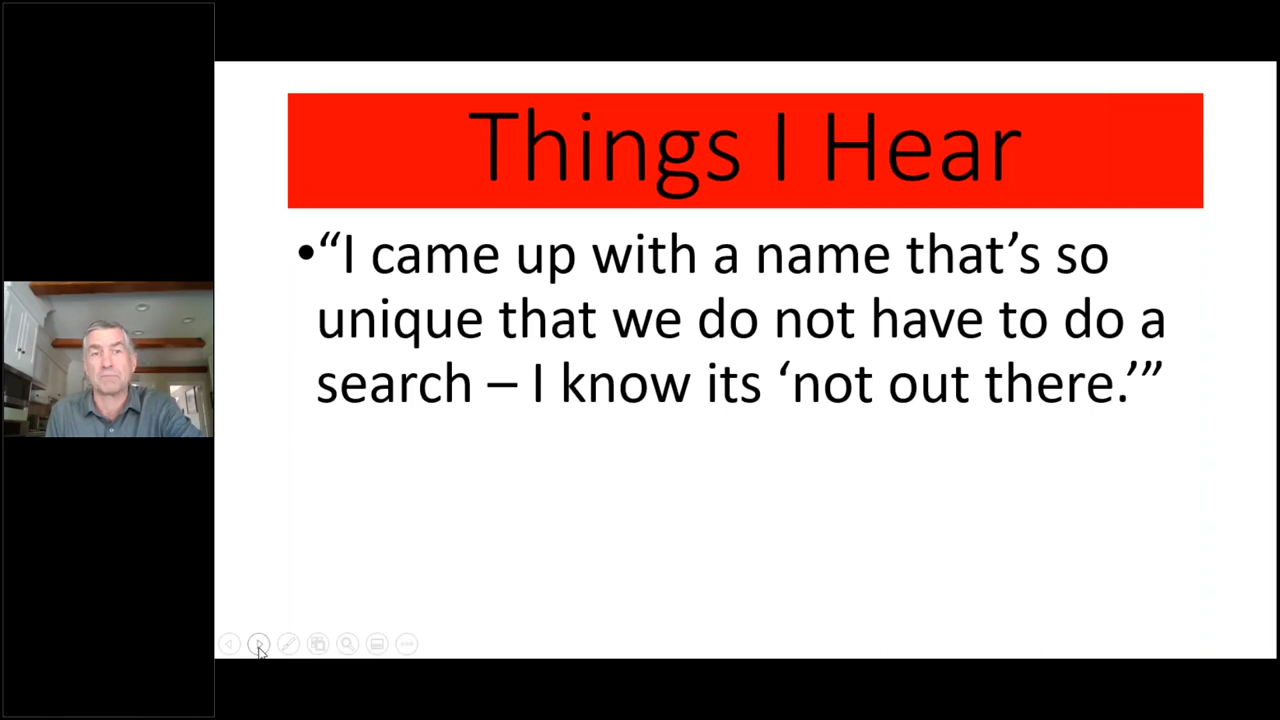 Things I Hear
•“I came up with a name that’s so
unique that we do not have to do a
search – I know its ‘not out there.’”